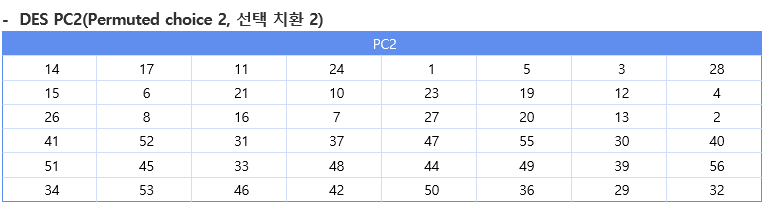 - DES PC2(Permuted choice 2, 선택 치환 2)
PC2
14 17 11 24 1 5 3 28
15 6 21 10 23 19 12 4
26 8 16 7 27 20 13 2
41 52 31 37 47 55 30 40
51 45 33 48 44 49 39 56
34 53 46 42 50 36 29 32